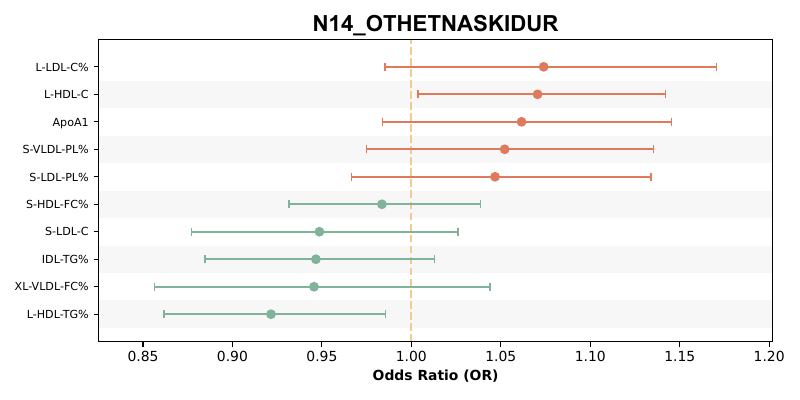 N14_OTHETNASKIDUR
L-LDL-C%
L-HDL-C
ApoA1
S-VLDL-PL%
S-LDL-PL%
S-HDL-FC%
S-LDL-C
IDL-TG%
XL-VLDL-FC%
L-HDL-TG%
0.85 0.90 0.95 1.00 1.05 1.10 1.15 1.20
Odds Ratio (OR)